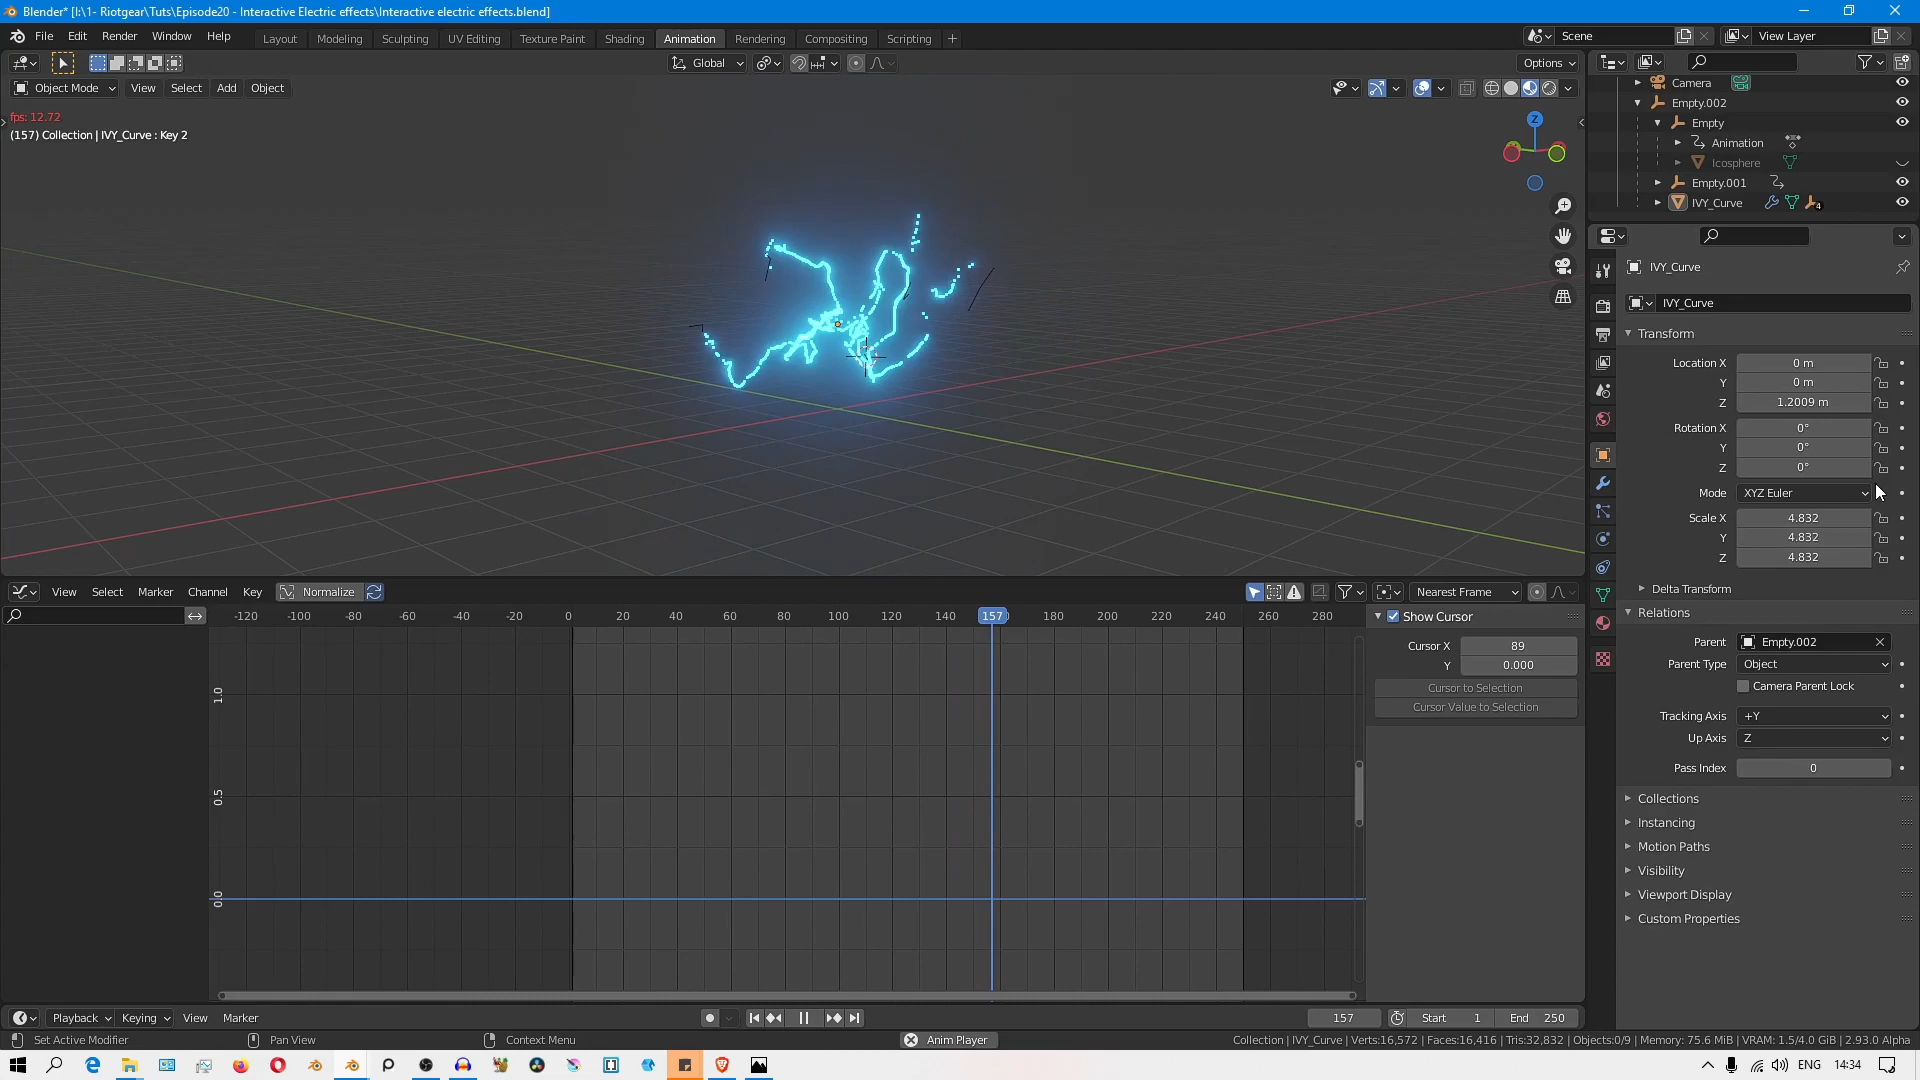 Blender* [I:\1- Riotgear\Tuts\Episode20 - Interactive Electric effects\Interactive electric effects.blend]
File Edit Render Window Help Layout Modeling Sculpting UV Editing Texture Paint Shading Animation Rendering Compositing Scripting + Scene View Layer
Global Options
Object Mode View Select Add Object
fps: 12.72
(157) Collection | IVY_Curve : Key 2
Z
Camera
Empty.002
Empty
Animation
Icosphere
Empty.001
IVY_Curve 4
IVY_Curve
IVY_Curve
Transform
Location X 0 m
Y 0 m
Z 1.2009 m
Rotation X 0°
Y 0°
Z 0°
Mode XYZ Euler
Scale X 4.832
Y 4.832
Z 4.832
Delta Transform
Relations
Parent Empty.002
Parent Type Object
Camera Parent Lock
Tracking Axis +Y
Up Axis Z
Pass Index 0
Collections
Instancing
Motion Paths
Visibility
Viewport Display
Custom Properties
View Select Marker Channel Key Normalize Nearest Frame
-120 -100 -80 -60 -40 -20 0 20 40 60 80 100 120 140 157 180 200 220 240 260 280
1.0
0.5
0.0
Show Cursor
Cursor X 89
Y 0.000
Cursor to Selection
Cursor Value to Selection
Playback Keying View Marker 157 Start 1 End 250
Set Active Modifier Pan View Context Menu Anim Player Collection | IVY_Curve | Verts:16,572 | Faces:16,416 | Tris:32,832 | Objects:0/9 | Memory: 75.6 MiB | VRAM: 1.5/4.0 GiB | 2.93.0 Alpha
ENG 14:34